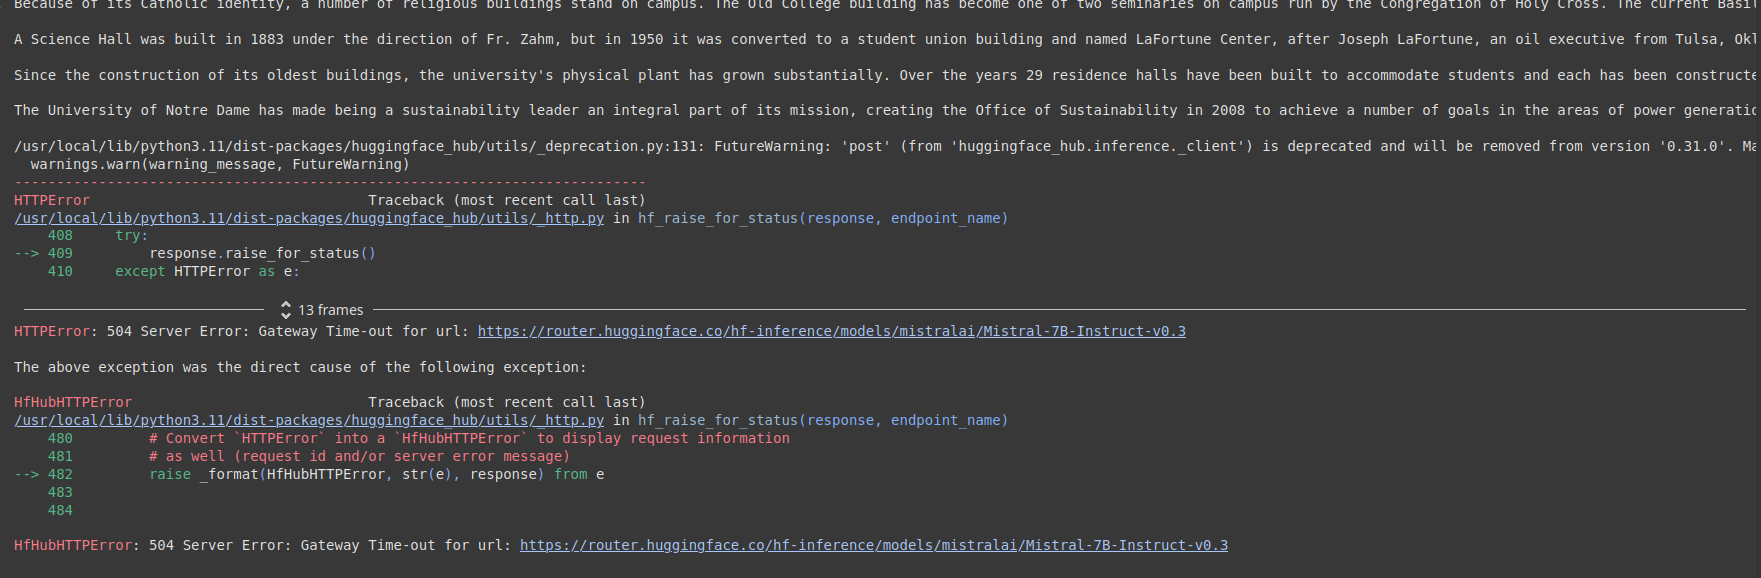 Because of its Catholic identity, a number of religious buildings stand on campus. The Old College building has become one of two seminaries on campus run by the Congregation of Holy Cross. The current Basil
A Science Hall was built in 1883 under the direction of Fr. Zahm, but in 1950 it was converted to a student union building and named LaFortune Center, after Joseph LaFortune, an oil executive from Tulsa, Okl
Since the construction of its oldest buildings, the university's physical plant has grown substantially. Over the years 29 residence halls have been built to accommodate students and each has been constructe
The University of Notre Dame has made being a sustainability leader an integral part of its mission, creating the Office of Sustainability in 2008 to achieve a number of goals in the areas of power generatio
/usr/local/lib/python3.11/dist-packages/huggingface_hub/utils/_deprecation.py:131: FutureWarning: 'post' (from 'huggingface_hub.inference._client') is deprecated and will be removed from version '0.31.0'. Ma
warnings.warn(warning_message, FutureWarning)
---------------------------------------------------------------------------
HTTPError Traceback (most recent call last)
/usr/local/lib/python3.11/dist-packages/huggingface_hub/utils/_http.py in hf_raise_for_status(response, endpoint_name)
408 try:
--> 409 response.raise_for_status()
410 except HTTPError as e:
13 frames
HTTPError: 504 Server Error: Gateway Time-out for url: https://router.huggingface.co/hf-inference/models/mistralai/Mistral-7B-Instruct-v0.3
The above exception was the direct cause of the following exception:
HfHubHTTPError Traceback (most recent call last)
/usr/local/lib/python3.11/dist-packages/huggingface_hub/utils/_http.py in hf_raise_for_status(response, endpoint_name)
480 # Convert `HTTPError` into a `HfHubHTTPError` to display request information
481 # as well (request id and/or server error message)
--> 482 raise _format(HfHubHTTPError, str(e), response) from e
483
484
HfHubHTTPError: 504 Server Error: Gateway Time-out for url: https://router.huggingface.co/hf-inference/models/mistralai/Mistral-7B-Instruct-v0.3